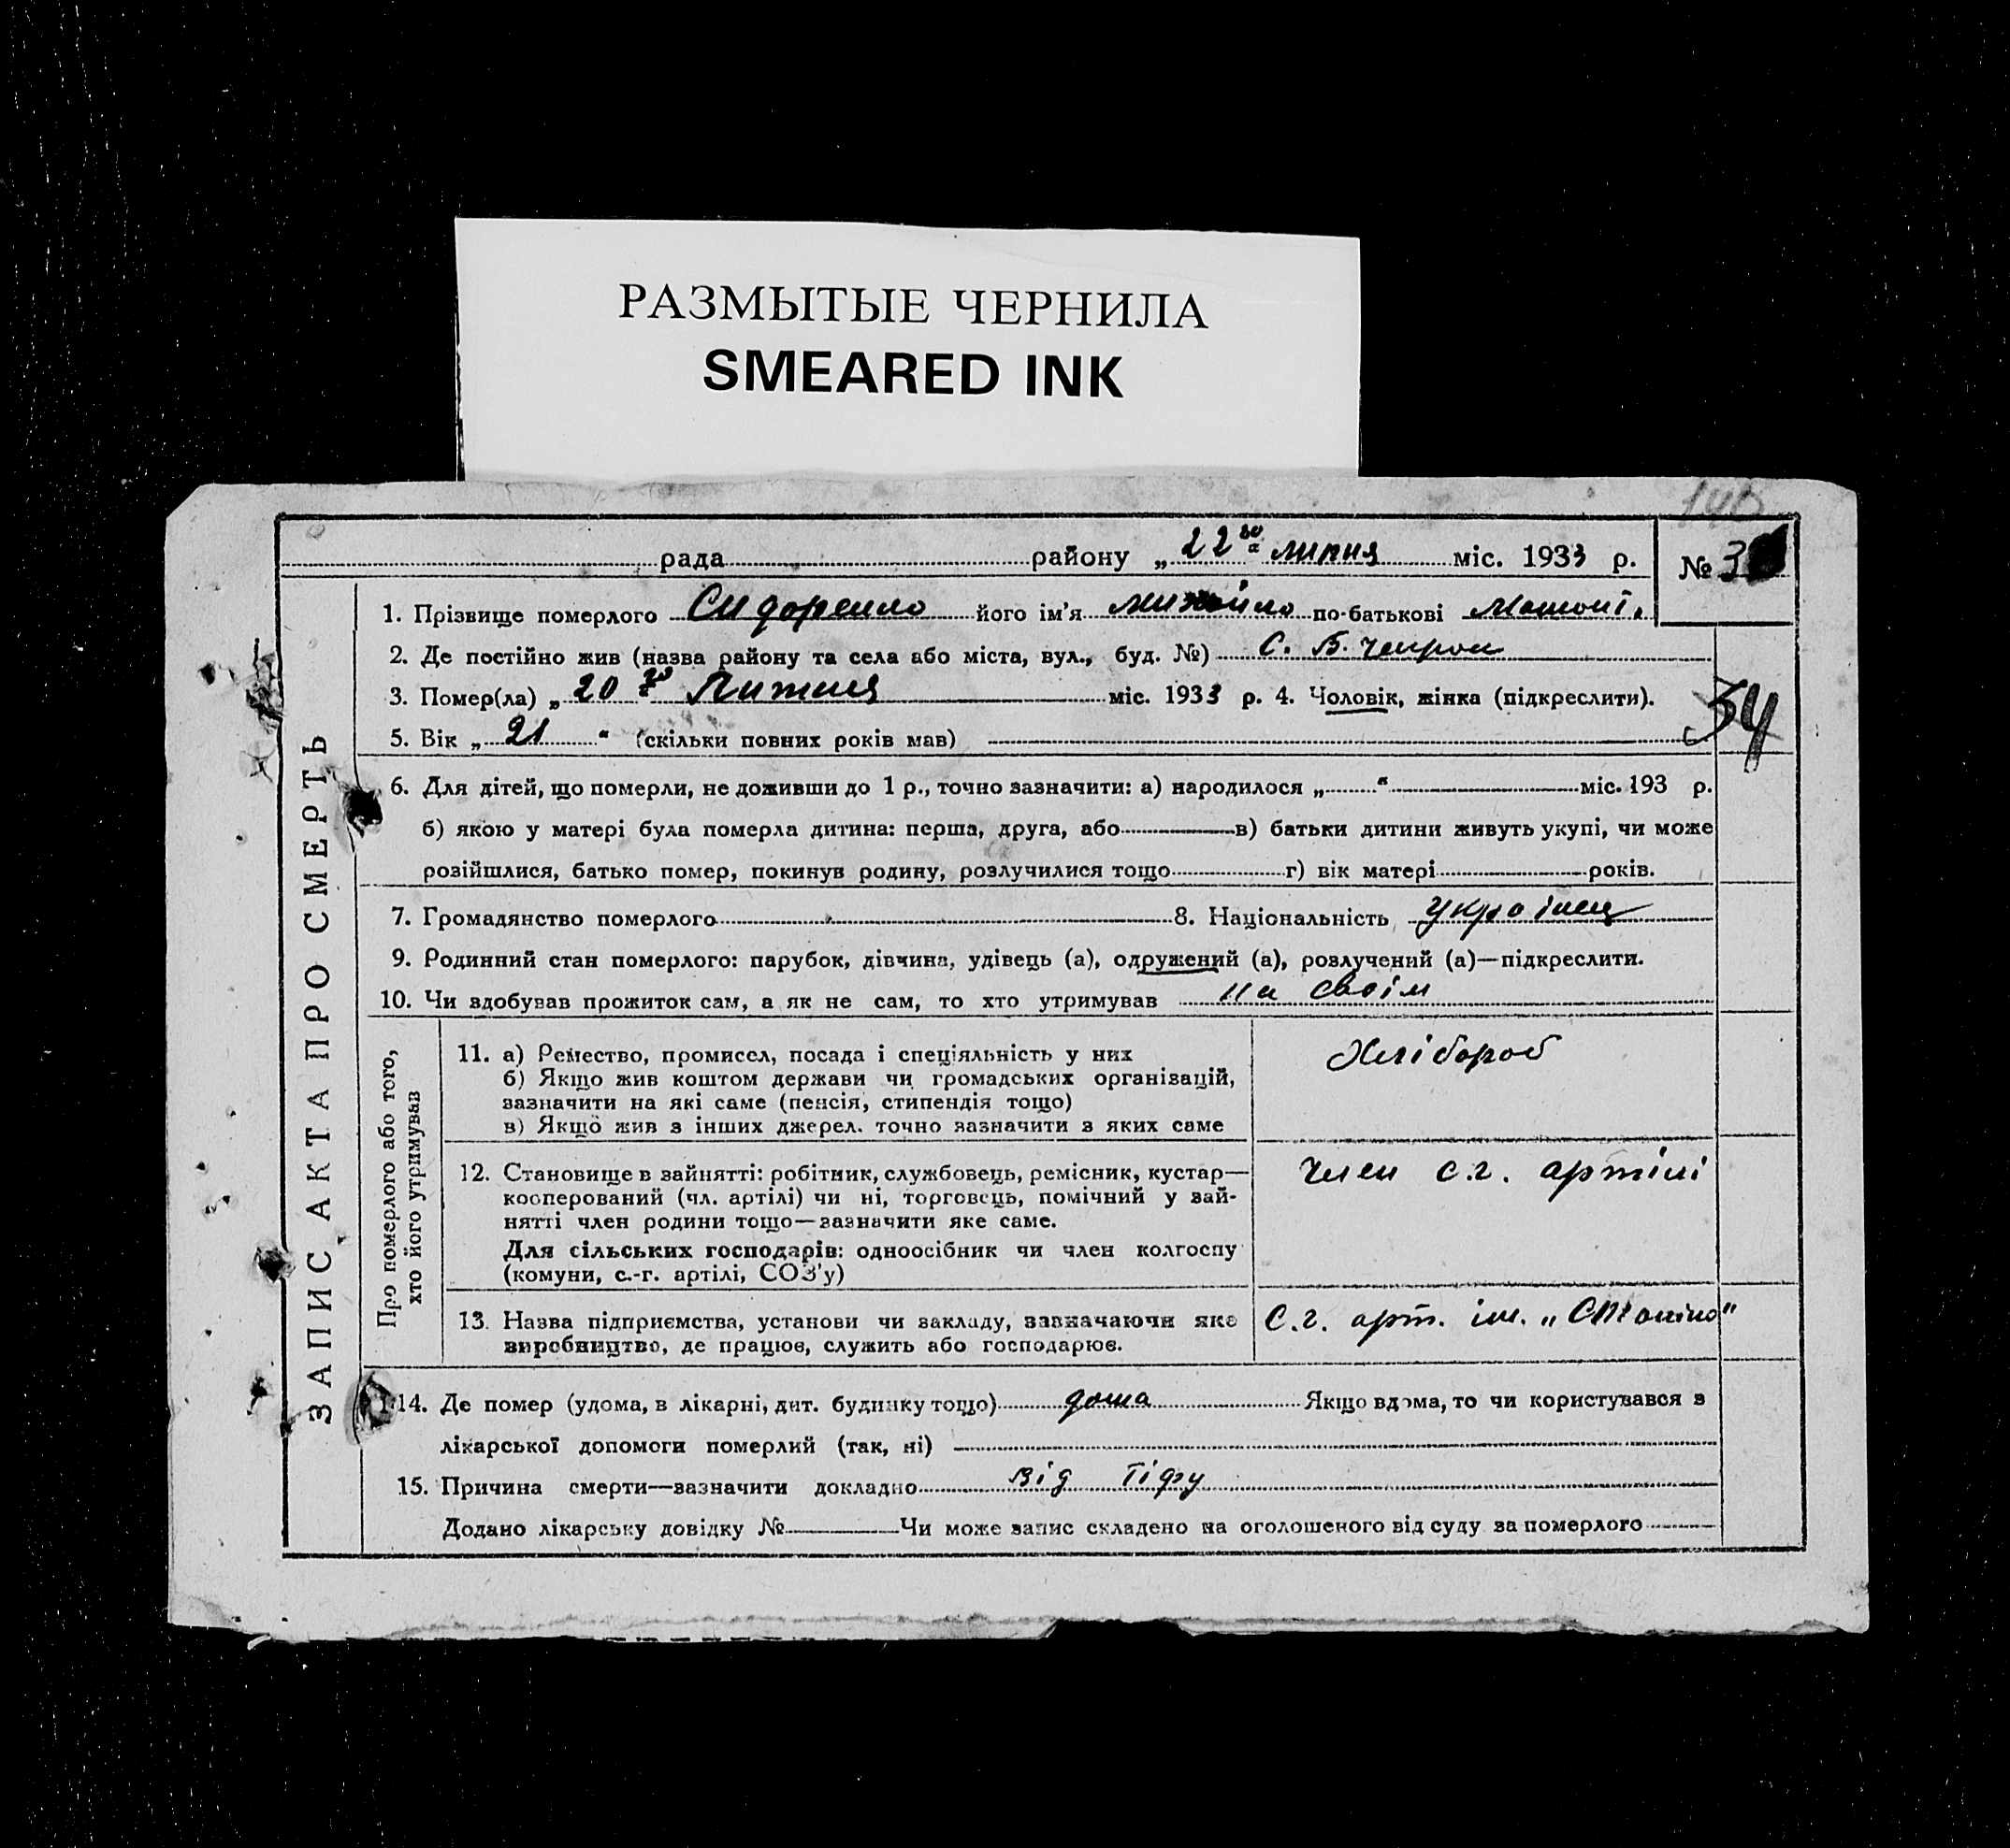 РАЗМЫТЫЕ ЧЕРНИЛА
SMEARED INK
рада району „22го липня міс. 1933 р. № 3
1. Прізвище померлого Сидоренко його ім'я Михайло по-батькові
2. Де постійно жив (назва району та села або міста, вул., буд. №) с. Б.
3. Помер(ла) „20го Липня міс. 1933 р. 4. Чоловік, жінка (підкреслити).
34
5. Вік „21“ (скільки повних років мав)
6. Для дітей, що померли, не доживши до 1 р., точно зазначити: а) народилося „ “ міс. 193 р.
б) якою у матері була померла дитина: перша, друга, або в) батьки дитини живуть укупі, чи може
розійшлися, батько помер, покинув родину, розлучилися тощо г) вік матері років.
7. Громадянство померлого 8. Національність українец
9. Родинний стан померлого: парубок, дівчина, удівець (а), одружений (а), розлучений (а)—підкреслити.
10. Чи здобував прожиток сам, а як не сам, то хто утримував на своім
ЗАПИС АКТА ПРО СМЕРТЬ
Про померлого або того,
хто його утримував
11. а) Ремество, промисел, посада і спеціяльність у них
б) Якщо жив коштом держави чи громадських організацій,
зазначити на які саме (пенсія, стипендія тощо)
в) Якщо жив з інших джерел. точно зазначити з яких саме
Хлібороб
12. Становище в зайнятті: робітник, службовець, ремісник, кустар—
кооперований (чл. артілі) чи ні, торговець, помічний у зай-
нятті член родини тощо—зазначити яке саме.
Для сільських господарів: одноосібник чи член колгоспу
(комуни, с.-г. артілі, СОЗ'у)
член с.г. артілі
13. Назва підприємства, установи чи закладу, зазначаючи яке
виробництво, де працює, служить або господарює.
С.г. арт. ім. „Сталіна“
14. Де помер (удома, в лікарні, дит. будинку тощо) дома Якщо вдома, то чи користувався з
лікарської допомоги померлий (так, ні)
15. Причина смерти—зазначити докладно від Тіфу
Додано лікарську довідку № Чи може запис складено на оголошеного від суду за померлого